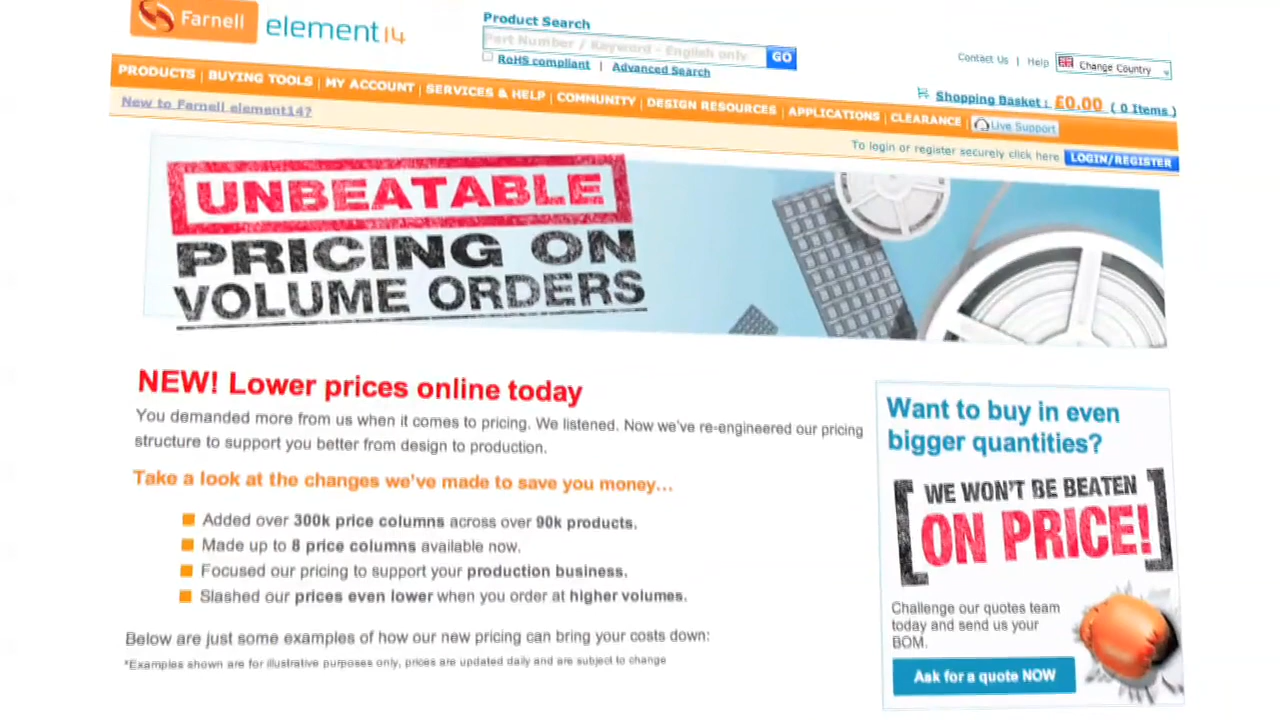 Farnell element14
Product Search
Part Number / Keyword - English only GO
RoHS compliant | Advanced Search
Contact Us | Help Change Country
PRODUCTS | BUYING TOOLS | MY ACCOUNT | SERVICES & HELP | COMMUNITY | DESIGN RESOURCES | APPLICATIONS | CLEARANCE | Live Support
Shopping Basket : £0.00 ( 0 Items )
New to Farnell element14?
To login or register securely click here LOGIN/REGISTER
UNBEATABLE
PRICING ON
VOLUME ORDERS
NEW! Lower prices online today
You demanded more from us when it comes to pricing. We listened. Now we've re-engineered our pricing
structure to support you better from design to production.
Take a look at the changes we've made to save you money...
Added over 300k price columns across over 90k products.
Made up to 8 price columns available now.
Focused our pricing to support your production business.
Slashed our prices even lower when you order at higher volumes.
Below are just some examples of how our new pricing can bring your costs down:
*Examples shown are for illustrative purposes only, prices are updated daily and are subject to change
Want to buy in even
bigger quantities?
WE WON'T BE BEATEN
ON PRICE!
Challenge our quotes team
today and send us your
BOM.
Ask for a quote NOW